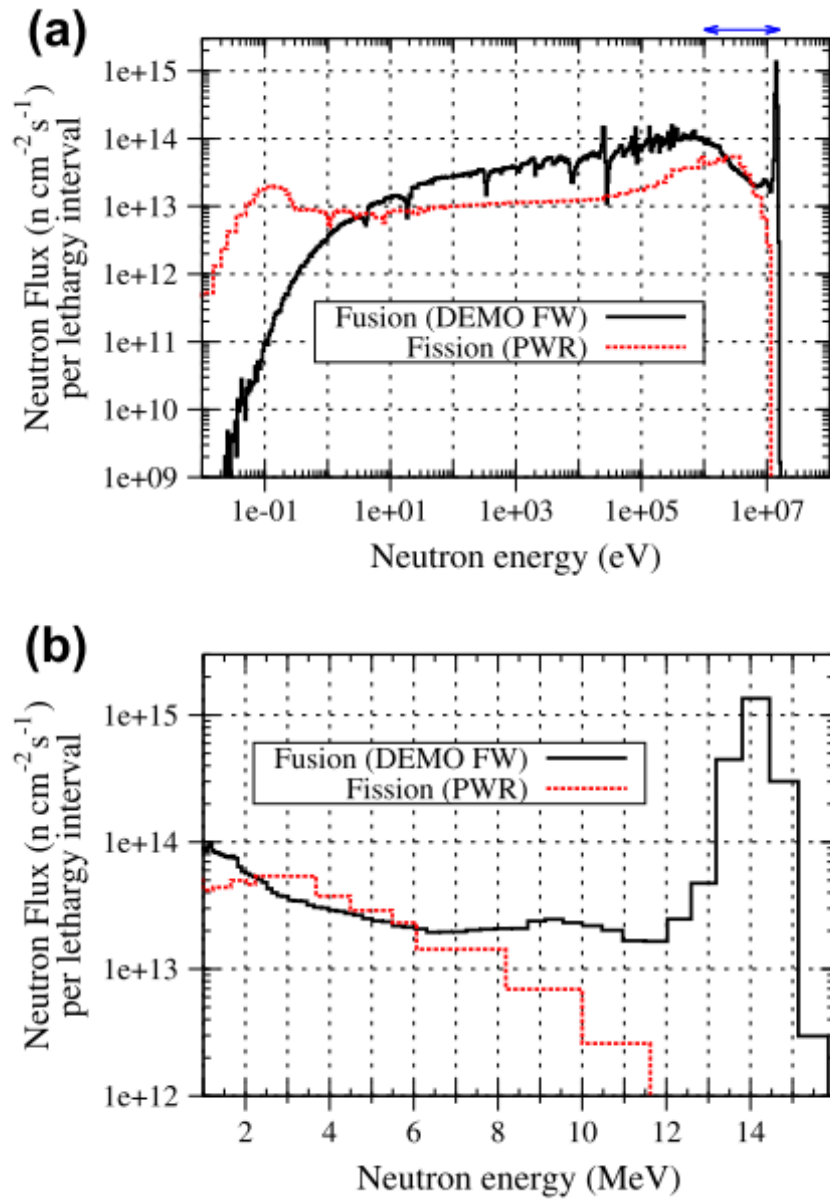 (a)
Neutron Flux (n cm⁻² s⁻¹)
per lethargy interval
1e+15
1e+14
1e+13
1e+12
1e+11
1e+10
1e+09
Fusion (DEMO FW)
Fission (PWR)
1e-01 1e+01 1e+03 1e+05 1e+07
Neutron energy (eV)
(b)
Neutron Flux (n cm⁻² s⁻¹)
per lethargy interval
1e+15
1e+14
1e+13
1e+12
Fusion (DEMO FW)
Fission (PWR)
2 4 6 8 10 12 14
Neutron energy (MeV)